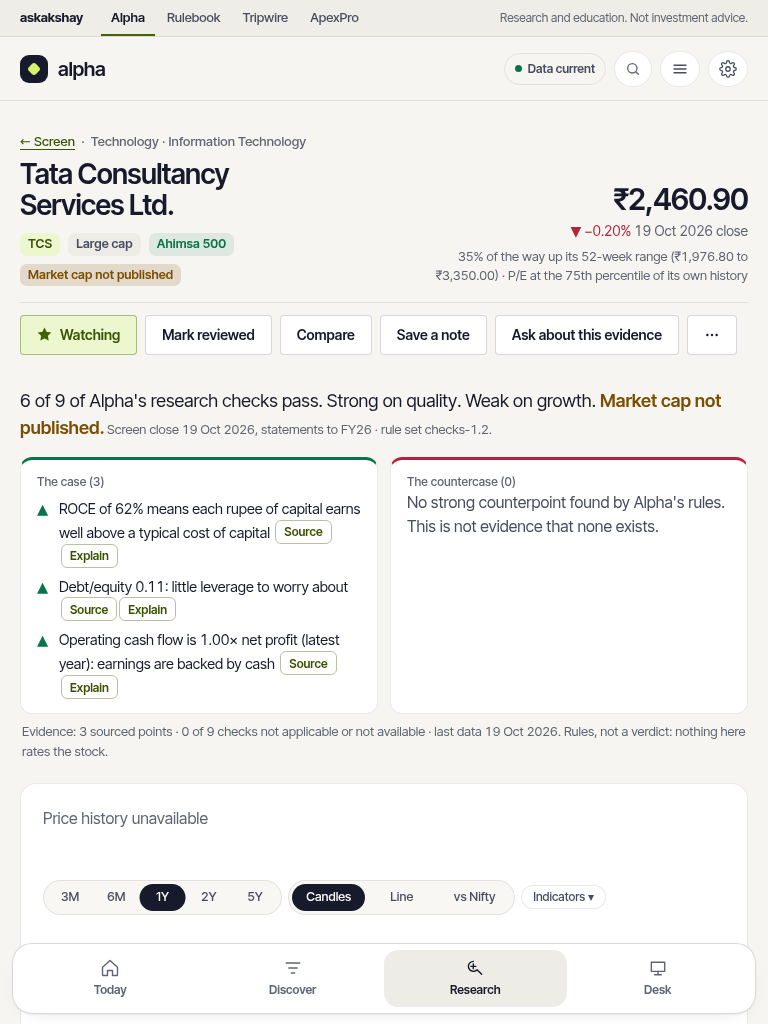 askakshay Alpha Rulebook Tripwire ApexPro Research and education. Not investment advice.
alpha Data current
← Screen · Technology · Information Technology
Tata Consultancy
Services Ltd.
₹2,460.90
▼ −0.20% 19 Oct 2026 close
TCS Large cap Ahimsa 500
35% of the way up its 52-week range (₹1,976.80 to
Market cap not published
₹3,350.00) · P/E at the 75th percentile of its own history
★ Watching Mark reviewed Compare Save a note Ask about this evidence ···
6 of 9 of Alpha's research checks pass. Strong on quality. Weak on growth. Market cap not
published. Screen close 19 Oct 2026, statements to FY26 · rule set checks-1.2.
The case (3)
▲ ROCE of 62% means each rupee of capital earns
well above a typical cost of capital Source
Explain
▲ Debt/equity 0.11: little leverage to worry about
Source Explain
▲ Operating cash flow is 1.00× net profit (latest
year): earnings are backed by cash Source
Explain
The countercase (0)
No strong counterpoint found by Alpha's rules.
This is not evidence that none exists.
Evidence: 3 sourced points · 0 of 9 checks not applicable or not available · last data 19 Oct 2026. Rules, not a verdict: nothing here
rates the stock.
Price history unavailable
3M 6M 1Y 2Y 5Y Candles Line vs Nifty Indicators ▾
Today Discover Research Desk